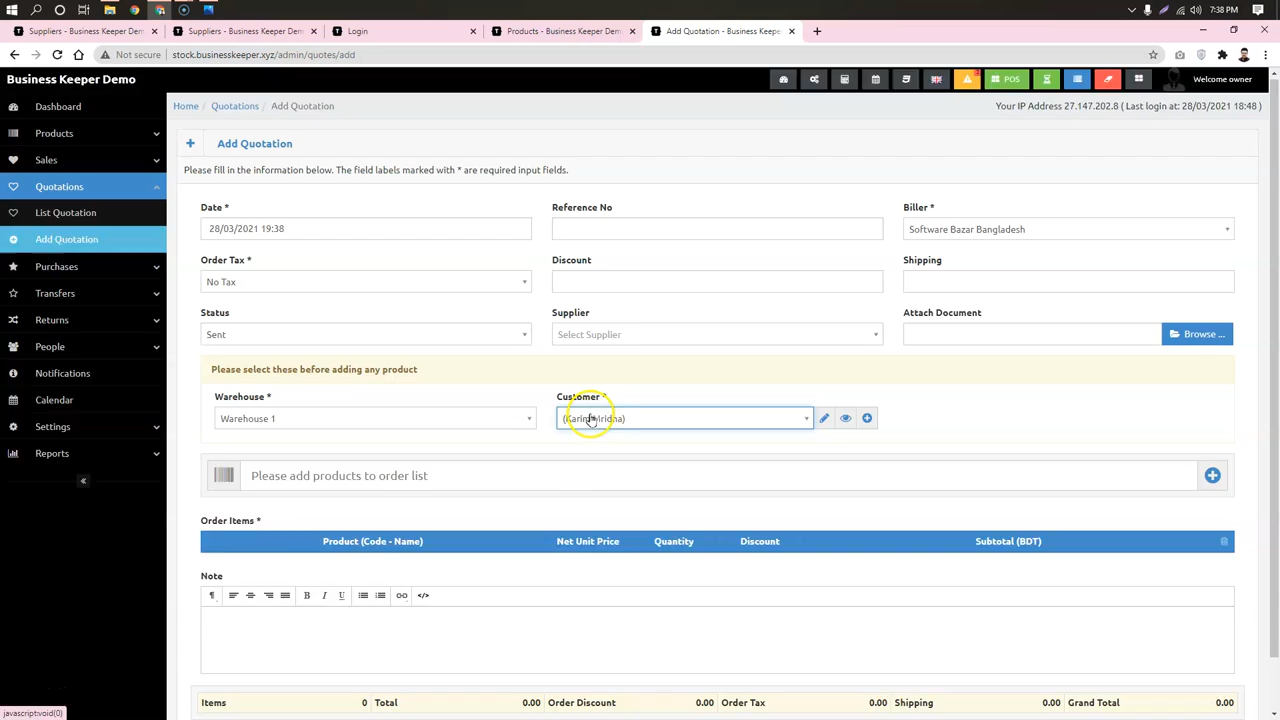 7:38 PM
Suppliers - Business Keeper Demo
Suppliers - Business Keeper Demo
Login
Products - Business Keeper Demo
Add Quotation - Business Keeper
Not secure
stock.businesskeeper.xyz/admin/quotes/add
Business Keeper Demo
POS
Welcome owner
Dashboard
Products
Sales
Quotations
List Quotation
Add Quotation
Purchases
Transfers
Returns
People
Notifications
Calendar
Settings
Reports
Home
Quotations
Add Quotation
Your IP Address 27.147.202.8 ( Last login at: 28/03/2021 18:48 )
Add Quotation
Please fill in the information below. The field labels marked with * are required input fields.
Date *
Reference No
Biller *
28/03/2021 19:38
Software Bazar Bangladesh
Order Tax *
Discount
Shipping
No Tax
Status
Supplier
Attach Document
Sent
Select Supplier
Browse ...
Please select these before adding any product
Warehouse *
Customer *
Warehouse 1
(Karim Mridha)
Please add products to order list
Order Items *
Product (Code - Name) Net Unit Price Quantity Discount Subtotal (BDT)
Note
B I U </>
Items 0 Total 0.00 Order Discount 0.00 Order Tax 0.00 Shipping 0.00 Grand Total 0.00
javascript:void(0)